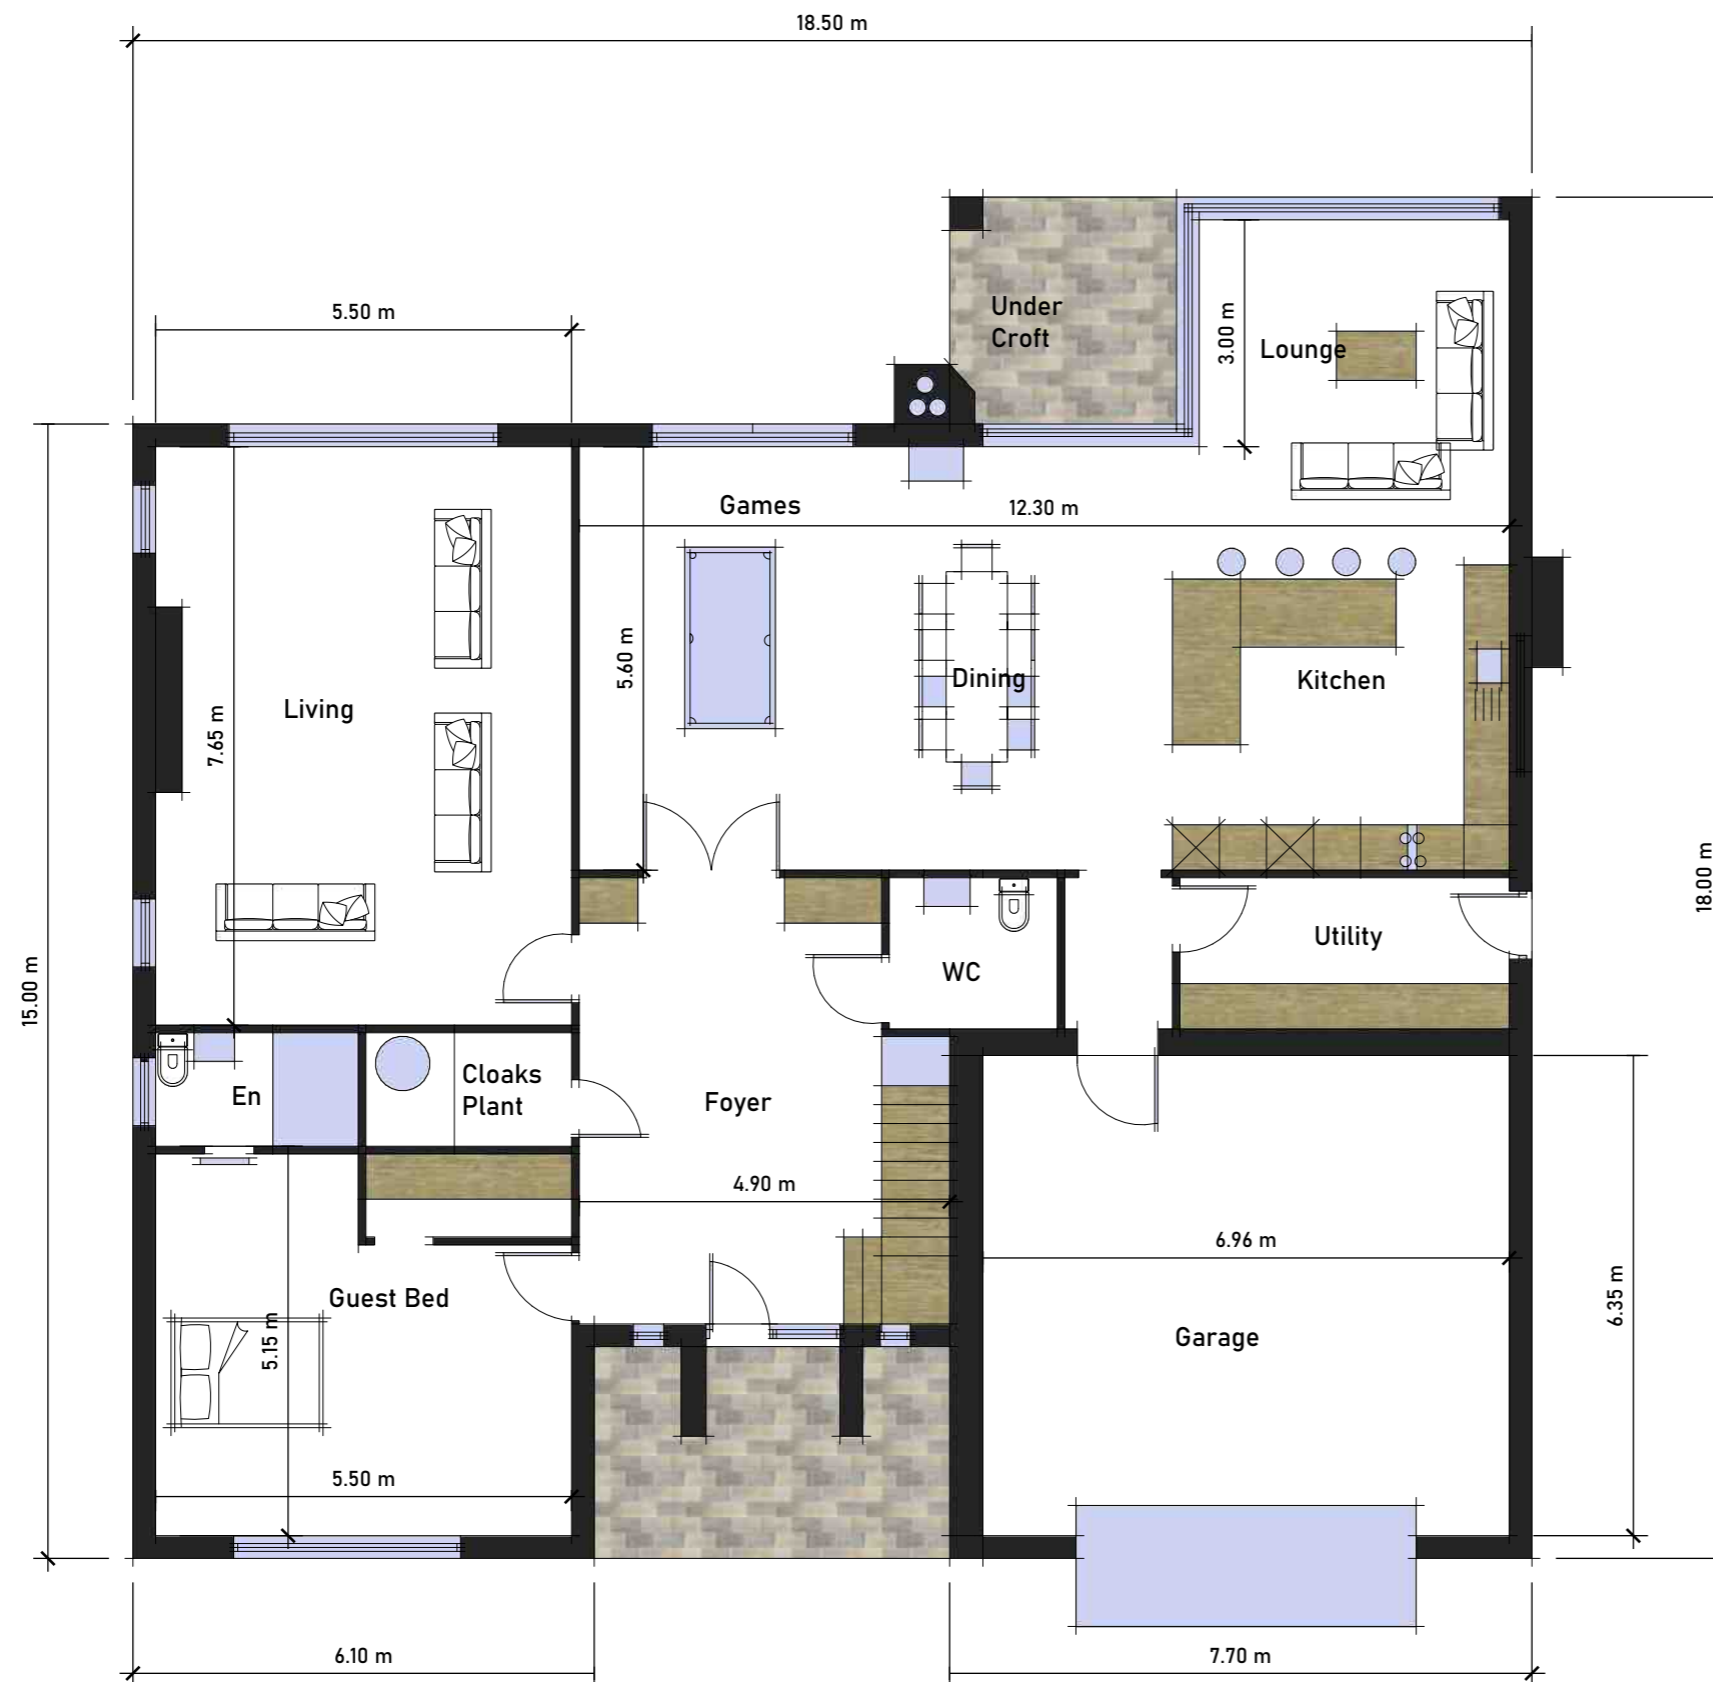 18.50 m
5.50 m
Under
Croft
3.00 m
Lounge
Games
12.30 m
5.60 m
Dining
Kitchen
Living
7.65 m
18.00 m
15.00 m
WC
Utility
En
Cloaks
Plant
Foyer
4.90 m
6.96 m
Guest Bed
5.15 m
Garage
6.35 m
5.50 m
6.10 m
7.70 m